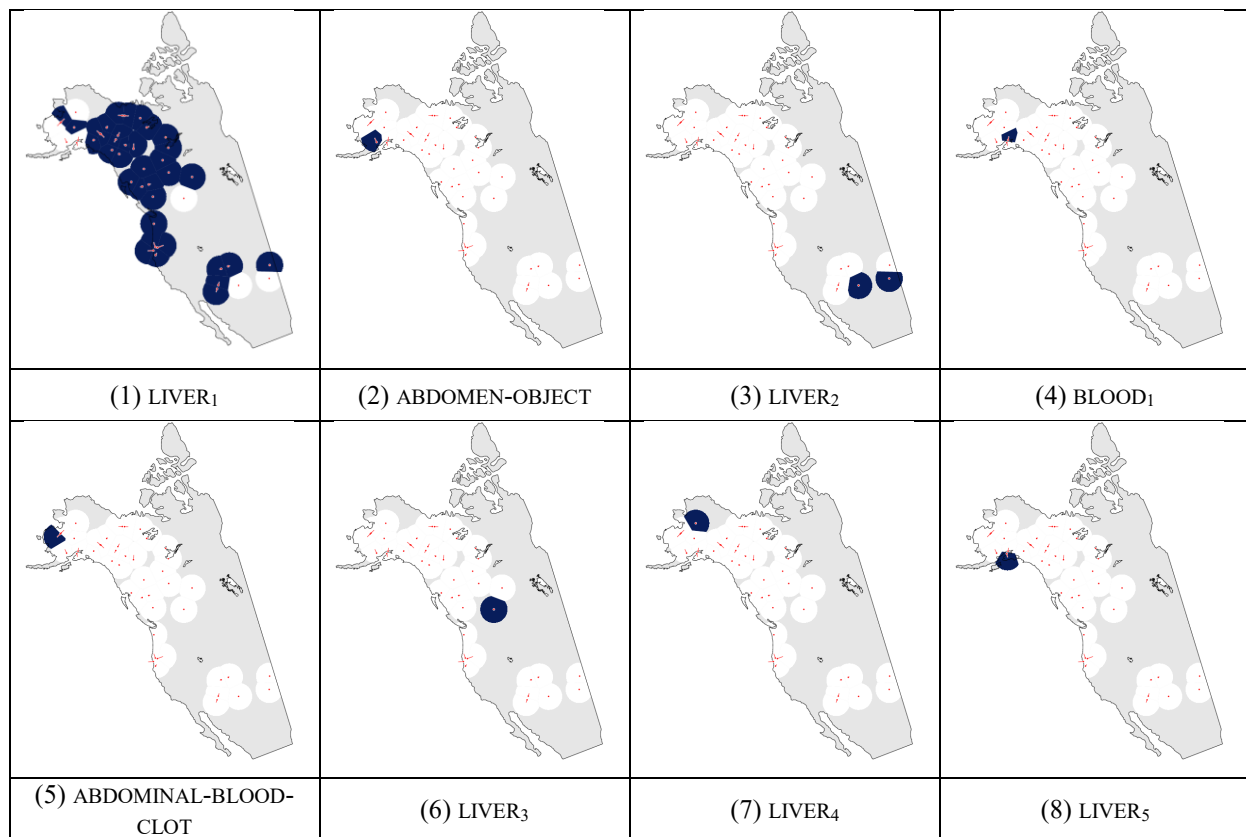 (1) LIVER₁
(2) ABDOMEN-OBJECT
(3) LIVER₂
(4) BLOOD₁
(5) ABDOMINAL-BLOOD-
CLOT
(6) LIVER₃
(7) LIVER₄
(8) LIVER₅